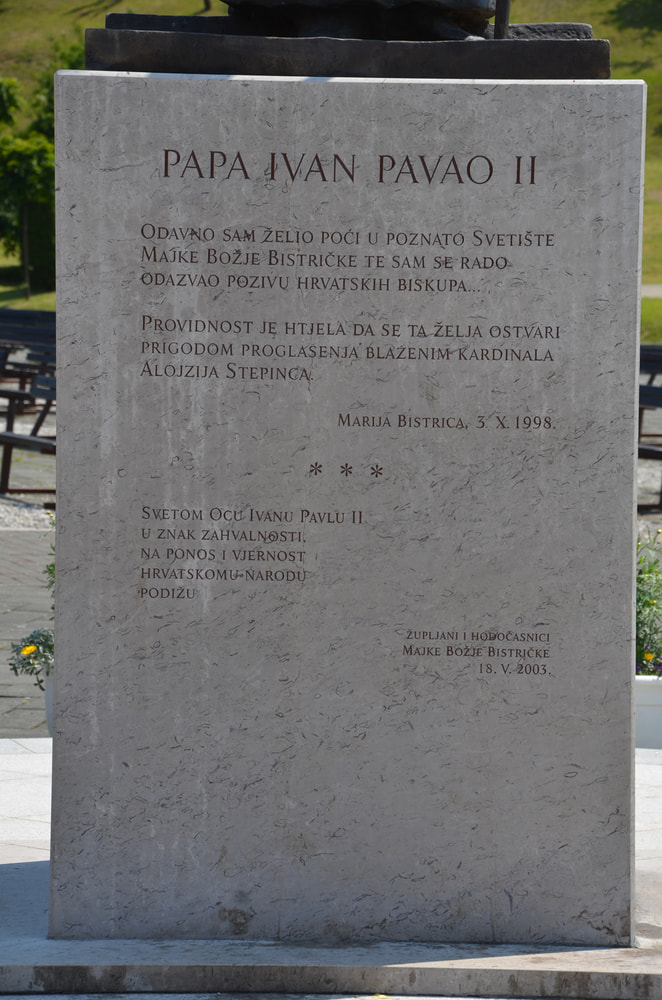 PAPA IVAN PAVAO II
ODAVNO SAM ŽELIO POĆI U POZNATO SVETIŠTE
MAJKE BOŽJE BISTRIČKE TE SAM SE RADO
ODAZVAO POZIVU HRVATSKIH BISKUPA...
PROVIDNOST JE HTJELA DA SE TA ŽELJA OSTVARI
PRIGODOM PROGLAŠENJA BLAŽENIM KARDINALA
ALOJZIJA STEPINCA.
MARIJA BISTRICA, 3. X. 1998.
* * *
SVETOM OCU IVANU PAVLU II
U ZNAK ZAHVALNOSTI,
NA PONOS I VJERNOST
HRVATSKOMU NARODU
PODIŽU
ŽUPLJANI I HODOČASNICI
MAJKE BOŽJE BISTRIČKE
18. V. 2003.